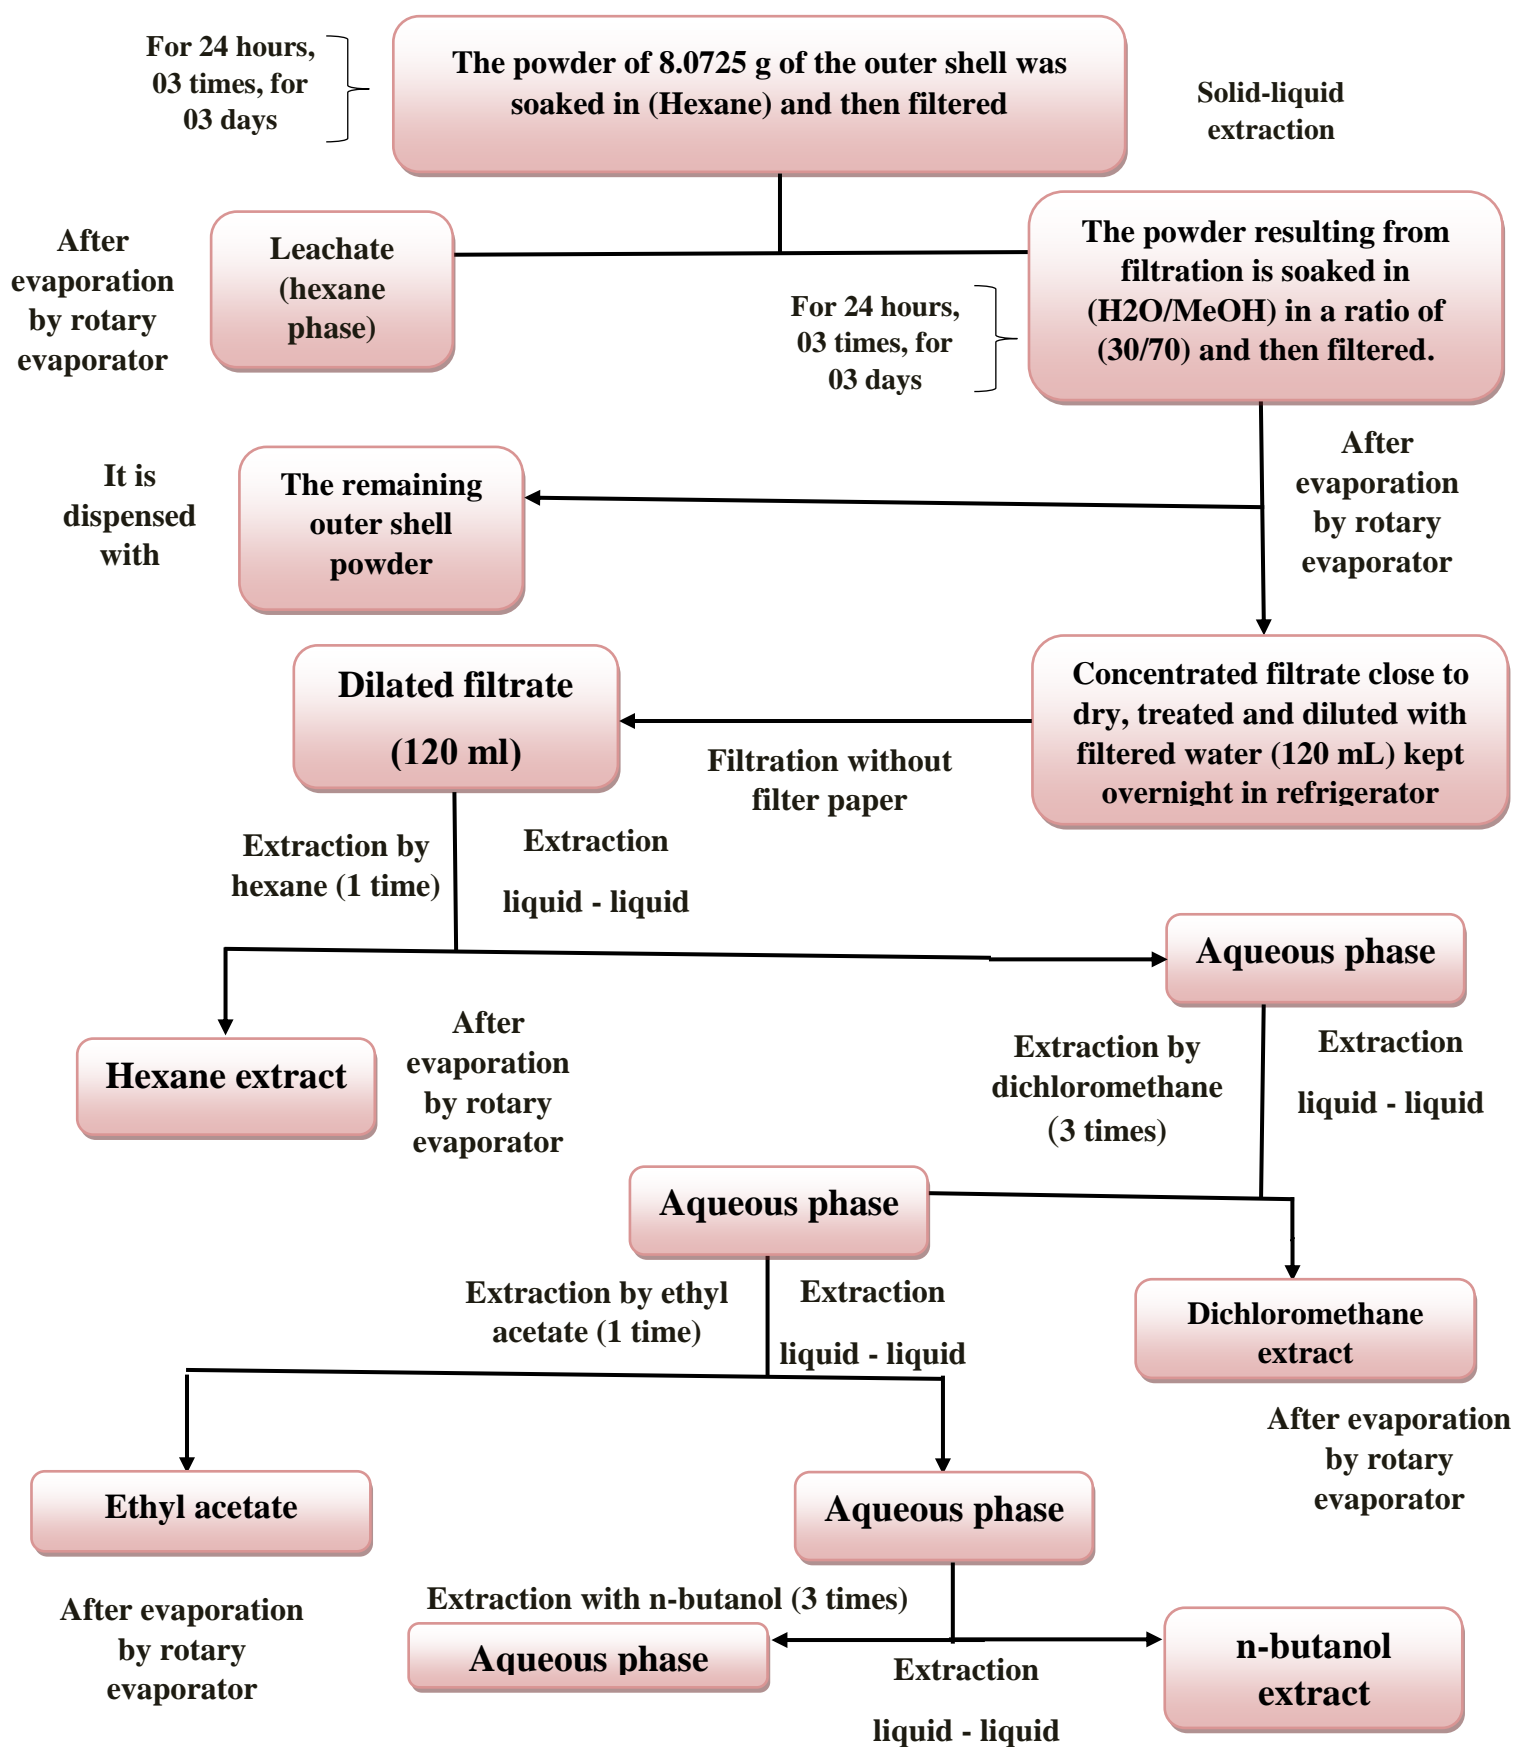 For 24 hours,
03 times, for
03 days
The powder of 8.0725 g of the outer shell was
soaked in (Hexane) and then filtered
Solid-liquid
extraction
After
evaporation
by rotary
evaporator
Leachate
(hexane
phase)
For 24 hours,
03 times, for
03 days
The powder resulting from
filtration is soaked in
(H2O/MeOH) in a ratio of
(30/70) and then filtered.
It is
dispensed
with
The remaining
outer shell
powder
After
evaporation
by rotary
evaporator
Dilated filtrate
(120 ml)
Filtration without
filter paper
Concentrated filtrate close to
dry, treated and diluted with
filtered water (120 mL) kept
overnight in refrigerator
Extraction by
hexane (1 time)
Extraction
liquid - liquid
Aqueous phase
Hexane extract
After
evaporation
by rotary
evaporator
Extraction by
dichloromethane
(3 times)
Extraction
liquid - liquid
Aqueous phase
Extraction by ethyl
acetate (1 time)
Extraction
liquid - liquid
Dichloromethane
extract
After evaporation
by rotary
evaporator
Ethyl acetate
After evaporation
by rotary
evaporator
Aqueous phase
Extraction with n-butanol (3 times)
Aqueous phase
Extraction
liquid - liquid
n-butanol
extract